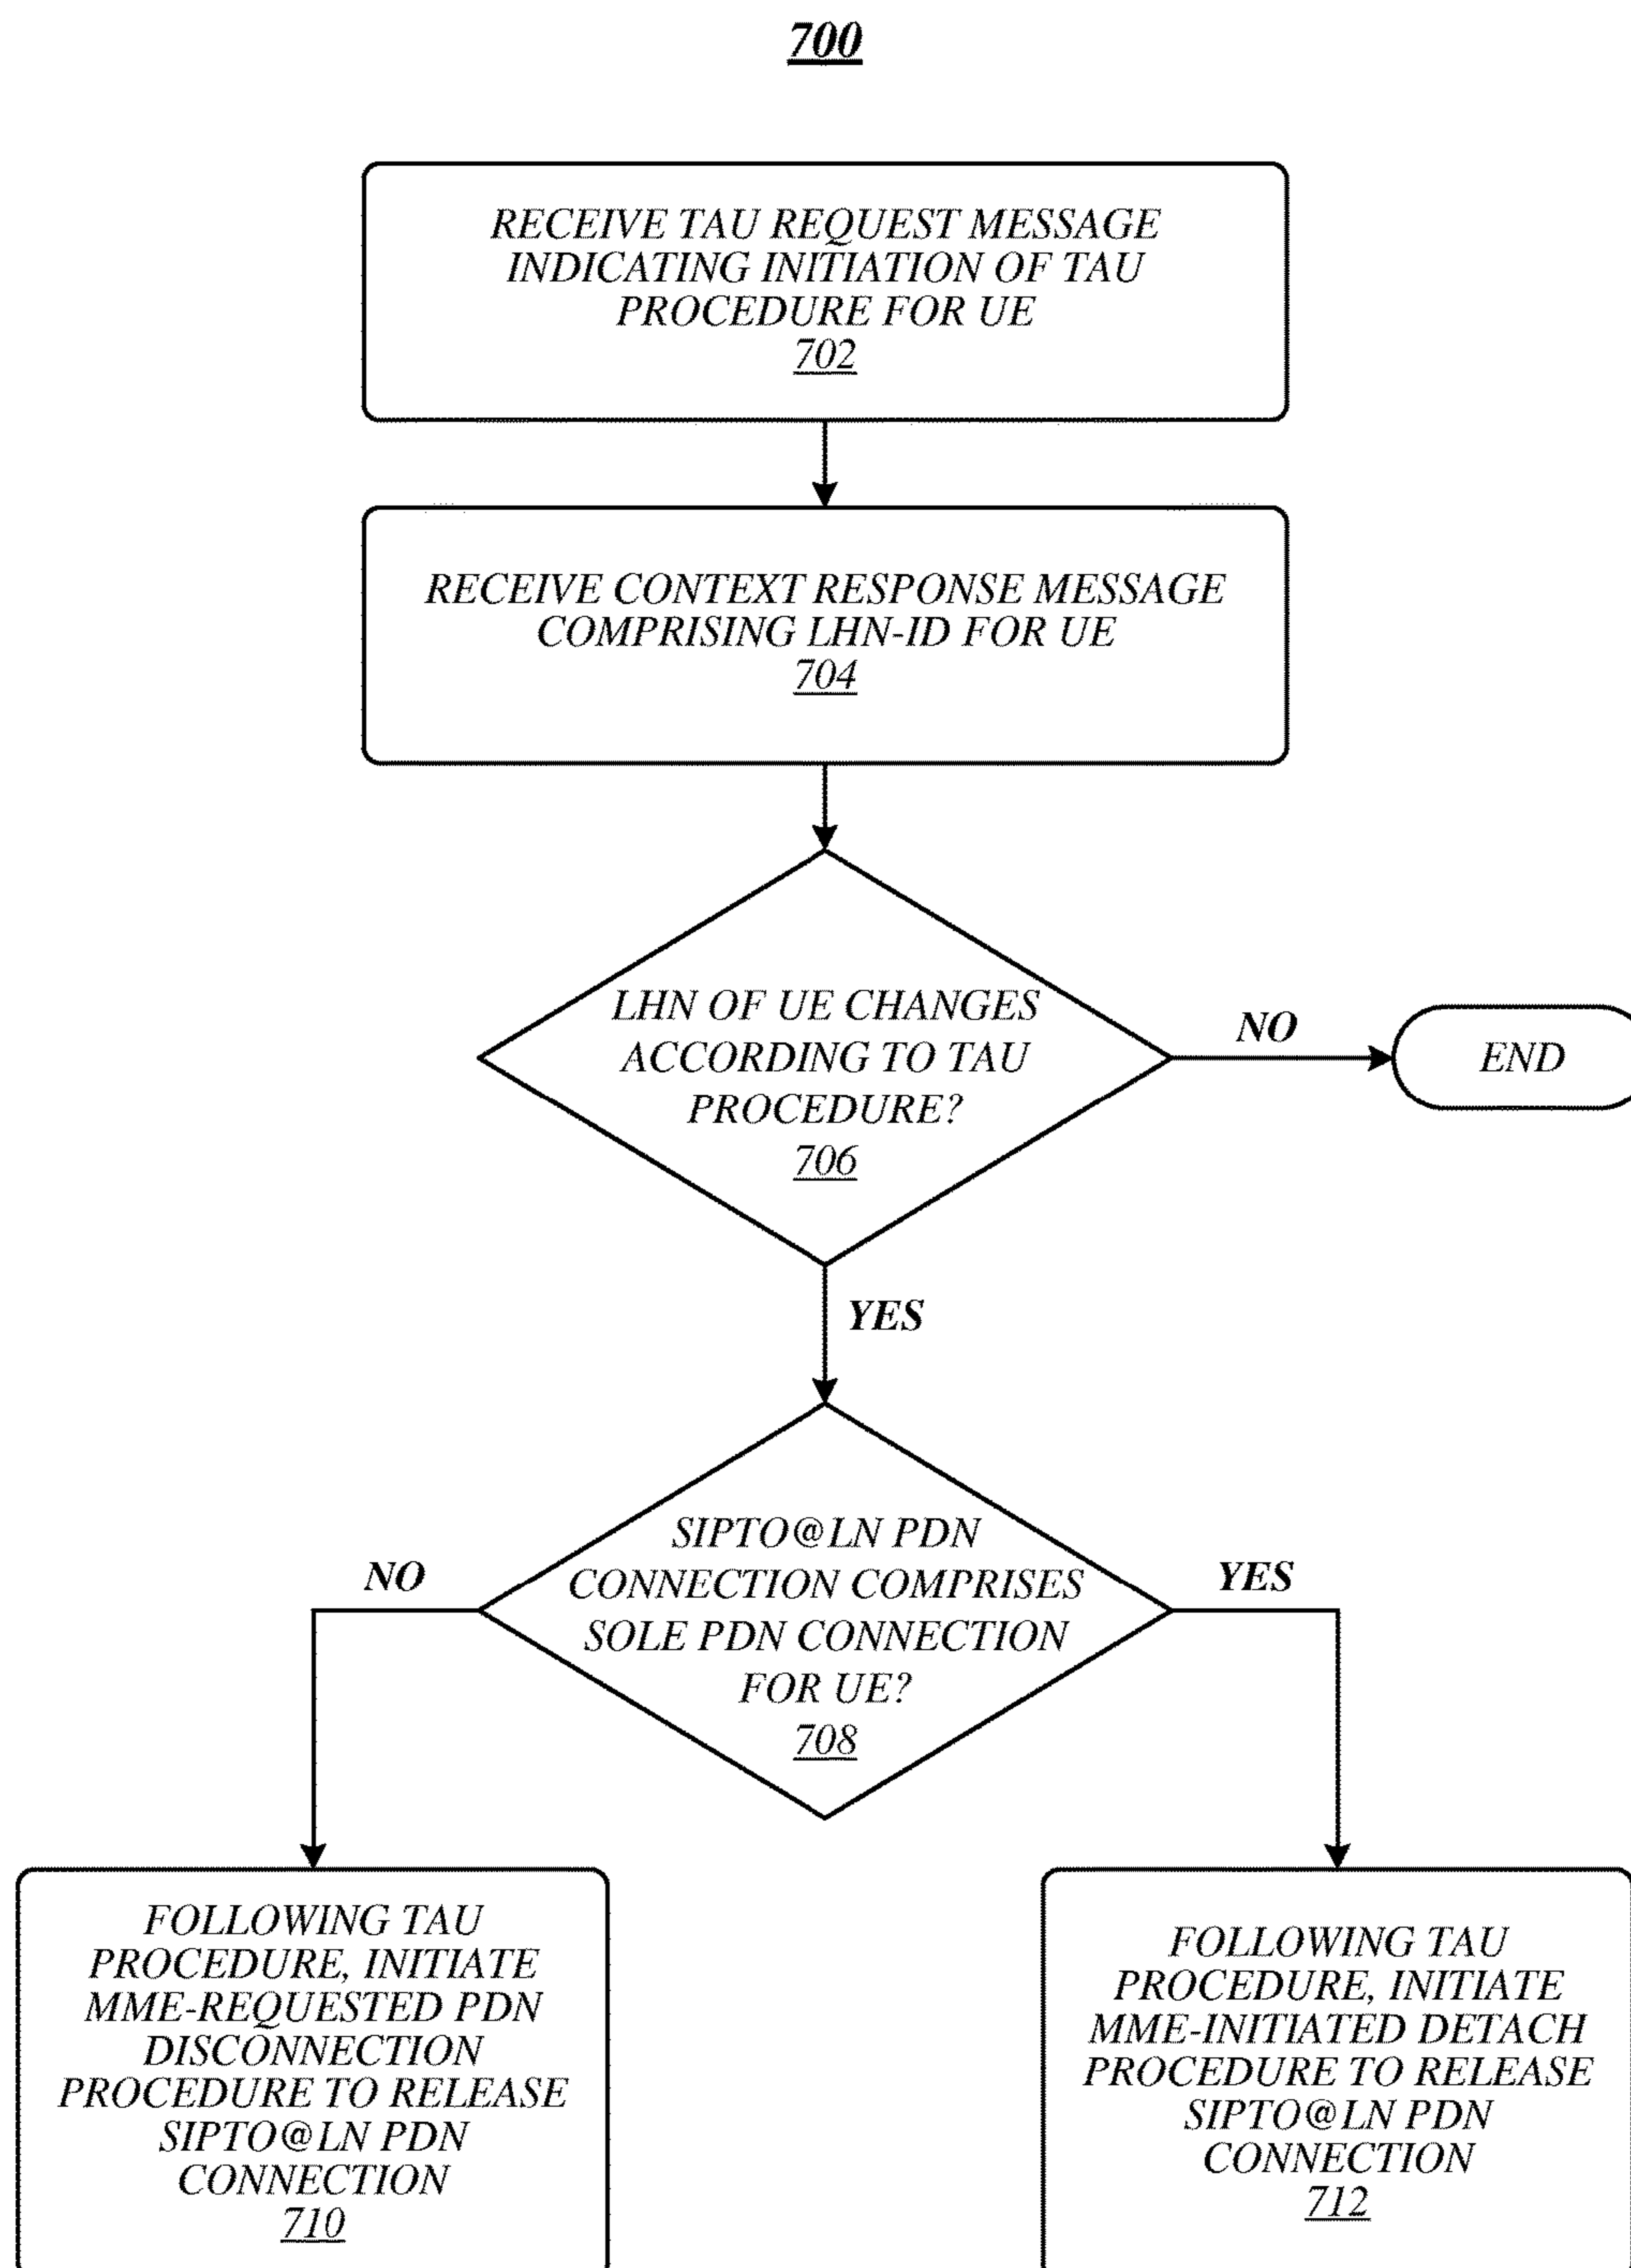 700
RECEIVE TAU REQUEST MESSAGE
INDICATING INITIATION OF TAU
PROCEDURE FOR UE
702
RECEIVE CONTEXT RESPONSE MESSAGE
COMPRISING LHN-ID FOR UE
704
LHN OF UE CHANGES
ACCORDING TO TAU
PROCEDURE?
706
NO
END
YES
SIPTO@LN PDN
CONNECTION COMPRISES
SOLE PDN CONNECTION
FOR UE?
708
NO
YES
FOLLOWING TAU
PROCEDURE, INITIATE
MME-REQUESTED PDN
DISCONNECTION
PROCEDURE TO RELEASE
SIPTO@LN PDN
CONNECTION
710
FOLLOWING TAU
PROCEDURE, INITIATE
MME-INITIATED DETACH
PROCEDURE TO RELEASE
SIPTO@LN PDN
CONNECTION
712